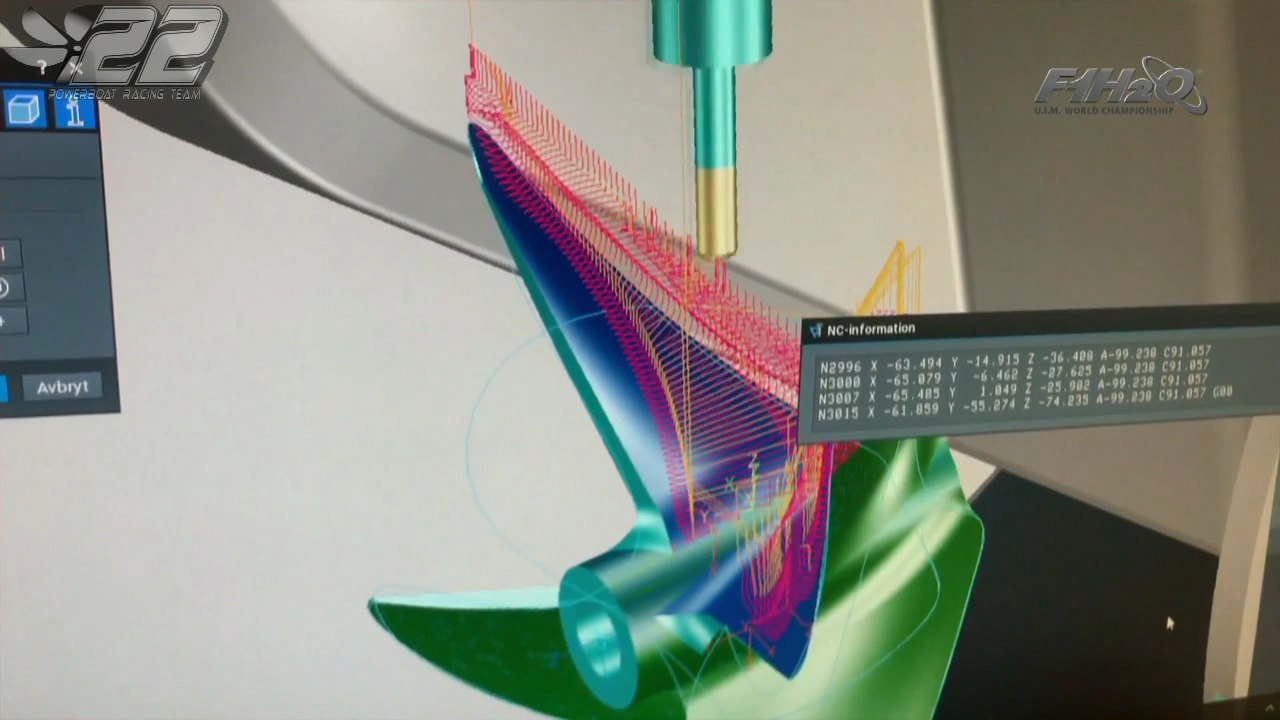 22
POWERBOAT RACING TEAM
?
i
F1H2O
U.I.M. WORLD CHAMPIONSHIP
Avbryt
NC-information
N2996 X -63.494 Y -14.915 Z -36.408 A-99.238 C91.057
N3000 X -65.079 Y -6.462 Z -27.625 A-99.238 C91.057
N3007 X -65.485 Y 1.049 Z -25.902 A-99.238 C91.057
N3015 X -61.859 Y -55.274 Z -74.235 A-99.238 C91.057 G00
Z
X
Y